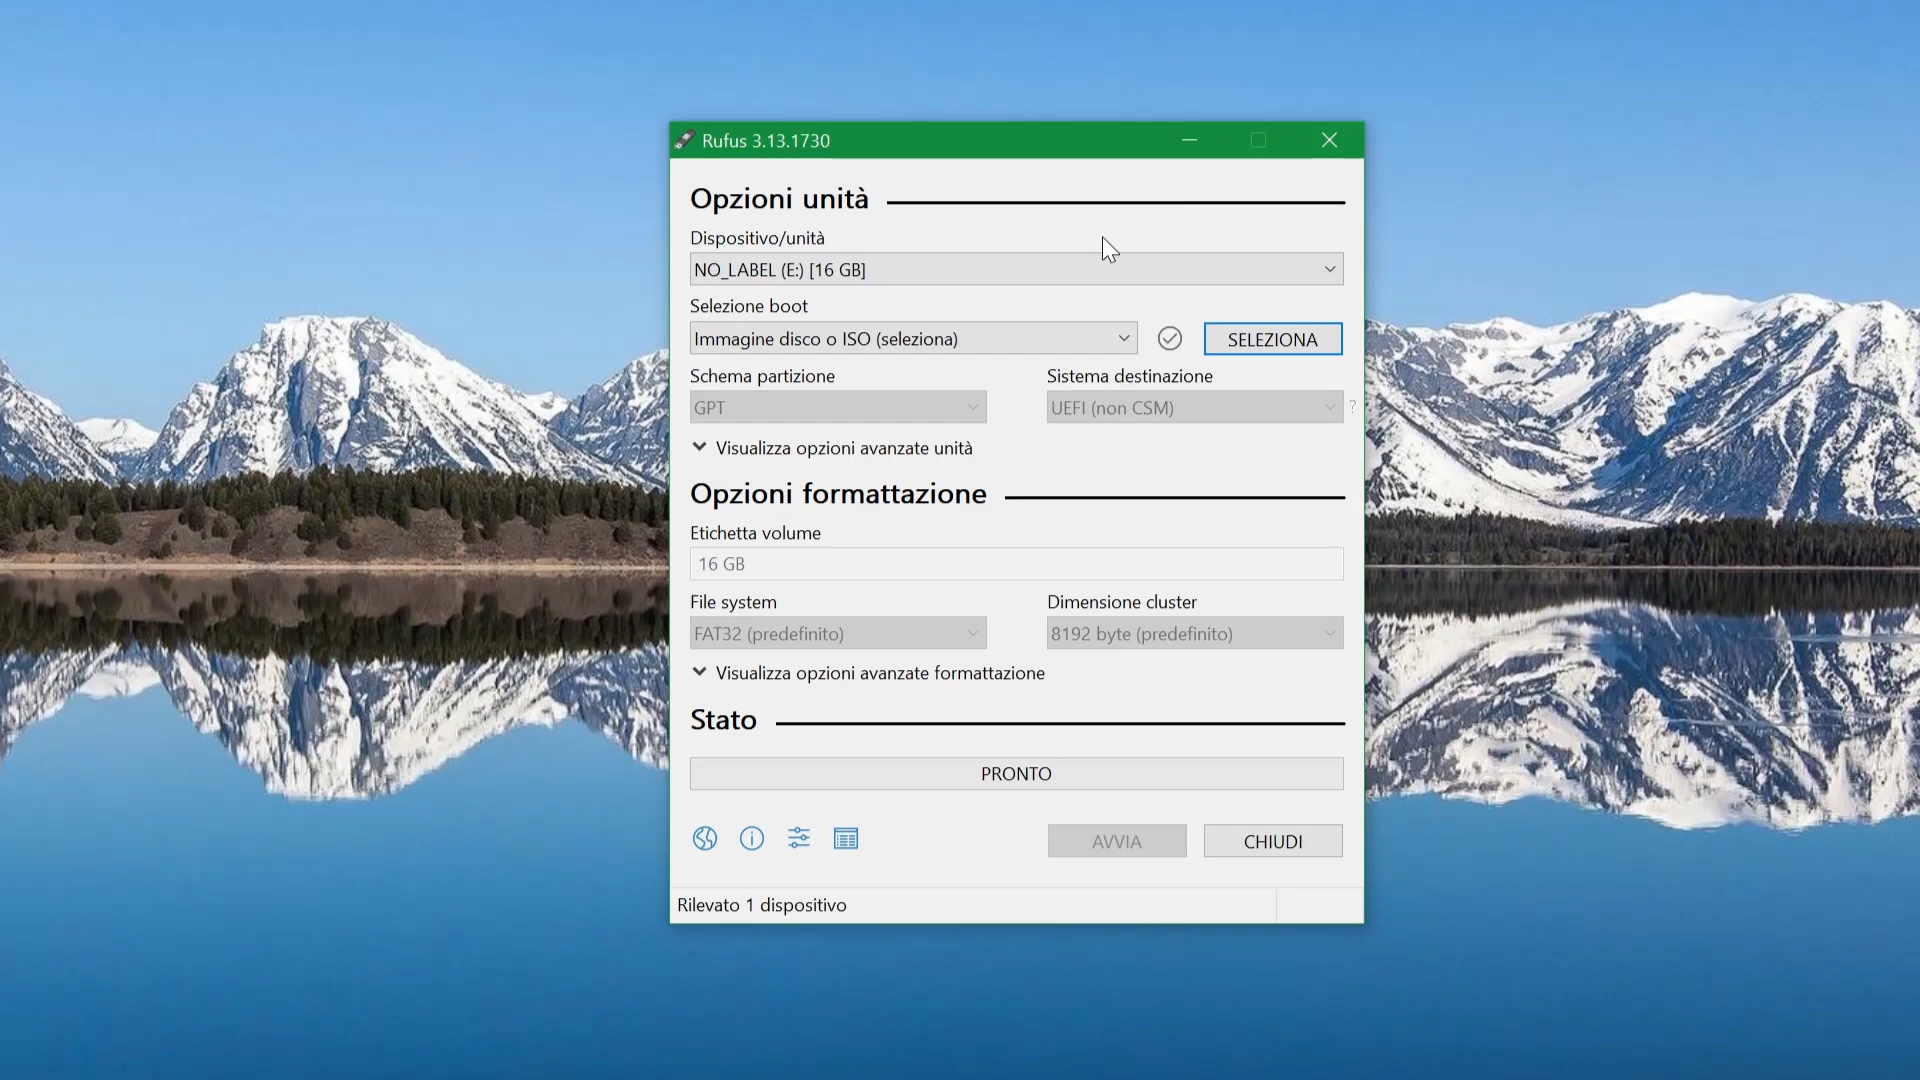 Rufus 3.13.1730
Opzioni unità
Dispositivo/unità
NO_LABEL (E:) [16 GB]
Selezione boot
Immagine disco o ISO (seleziona)
SELEZIONA
Schema partizione
Sistema destinazione
GPT
UEFI (non CSM)
?
Visualizza opzioni avanzate unità
Opzioni formattazione
Etichetta volume
16 GB
File system
Dimensione cluster
FAT32 (predefinito)
8192 byte (predefinito)
Visualizza opzioni avanzate formattazione
Stato
PRONTO
AVVIA
CHIUDI
Rilevato 1 dispositivo